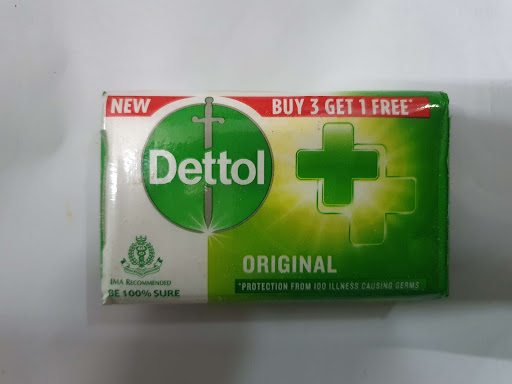 NEW
BUY 3 GET 1 FREE*
Dettol
ORIGINAL
*PROTECTION FROM 100 ILLNESS CAUSING GERMS
IMA RECOMMENDED
BE 100% SURE